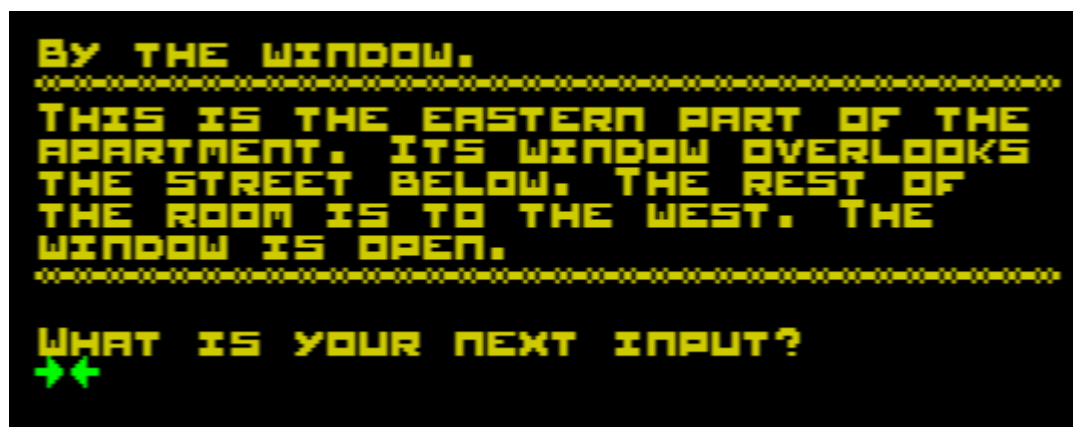 By the window.
This is the eastern part of the
apartment. Its window overlooks
the street below. The rest of
the room is to the west. The
window is open.
What is your next input?